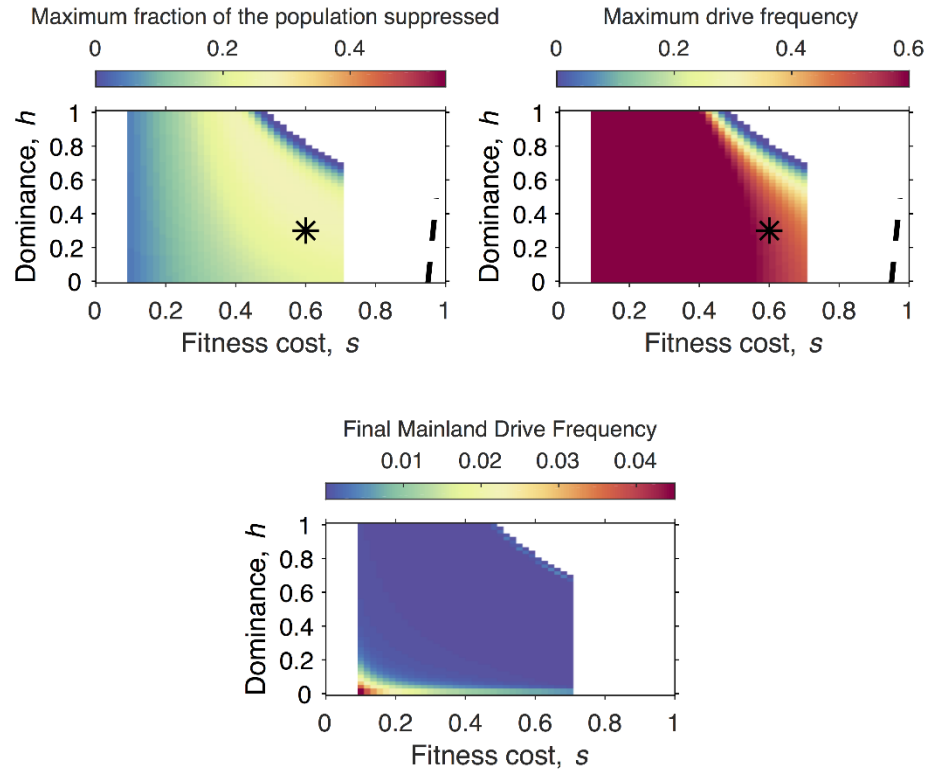 Maximum fraction of the population suppressed
0 0.2 0.4
1
0.8
0.6
0.4
0.2
0
Dominance, h
0 0.2 0.4 0.6 0.8 1
Fitness cost, s
Maximum drive frequency
0 0.2 0.4 0.6
1
0.8
0.6
0.4
0.2
0
Dominance, h
0 0.2 0.4 0.6 0.8 1
Fitness cost, s
Final Mainland Drive Frequency
0.01 0.02 0.03 0.04
1
0.8
0.6
0.4
0.2
0
Dominance, h
0 0.2 0.4 0.6 0.8 1
Fitness cost, s